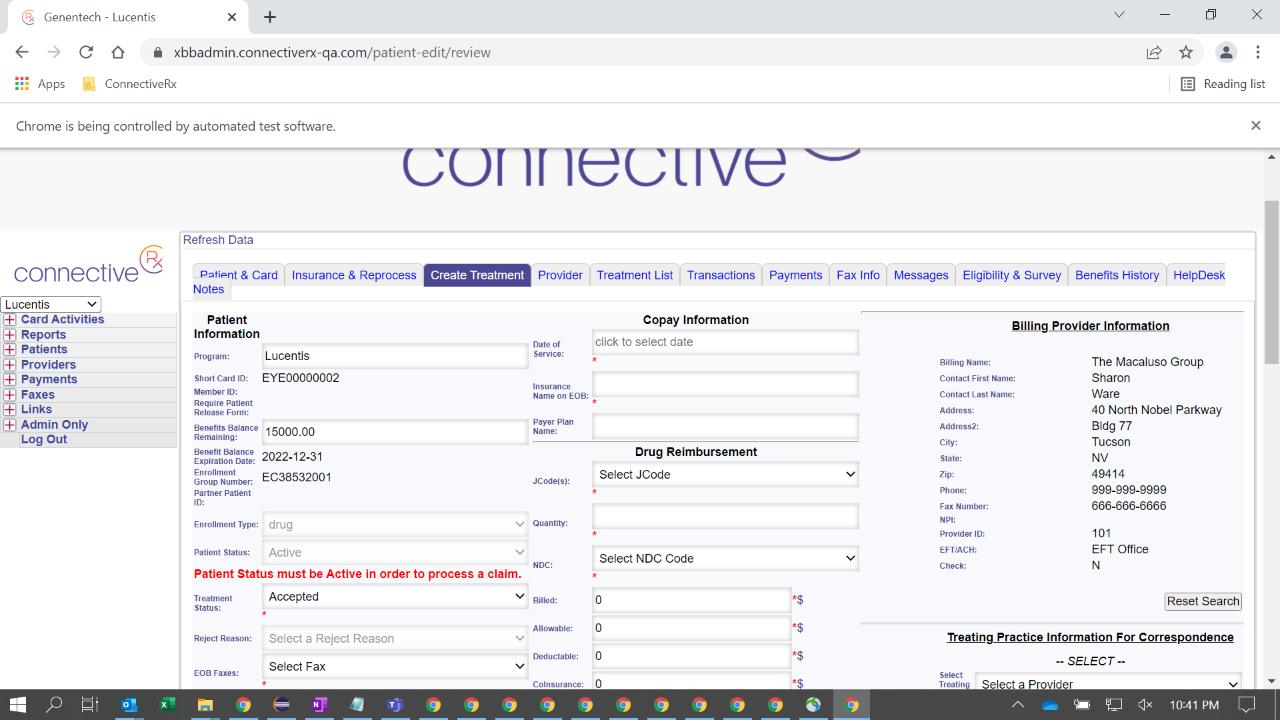 Genentech - Lucentis
xbbadmin.connectiverx-qa.com/patient-edit/review
Apps
ConnectiveRx
Reading list
Chrome is being controlled by automated test software.
connective
Refresh Data
connective Rx
Lucentis
Card Activities
Reports
Patients
Providers
Payments
Faxes
Links
Admin Only
Log Out
Patient & Card Insurance & Reprocess Create Treatment Provider Treatment List Transactions Payments Fax Info Messages Eligibility & Survey Benefits History HelpDesk
Notes
Patient
Information
Program: Lucentis
Short Card ID: EYE00000002
Member ID:
Require Patient
Release Form:
Benefits Balance
Remaining: 15000.00
Benefit Balance
Expiration Date: 2022-12-31
Enrollment
Group Number: EC38532001
Partner Patient
ID:
Enrollment Type: drug
Patient Status: Active
Patient Status must be Active in order to process a claim.
Treatment
Status: Accepted
*
Reject Reason: Select a Reject Reason
EOB Faxes: Select Fax
*
Copay Information
Date of
Service: click to select date
*
Insurance
Name on EOB:
*
Payer Plan
Name:
Drug Reimbursement
JCode(s): Select JCode
*
Quantity:
*
NDC: Select NDC Code
*
Billed: 0 *$
Allowable: 0 *$
Deductable: 0 *$
CoInsurance: 0 *$
Billing Provider Information
Billing Name: The Macaluso Group
Contact First Name: Sharon
Contact Last Name: Ware
Address: 40 North Nobel Parkway
Address2: Bldg 77
City: Tucson
State: NV
Zip: 49414
Phone: 999-999-9999
Fax Number: 666-666-6666
NPI:
Provider ID: 101
EFT/ACH: EFT Office
Check: N
Reset Search
Treating Practice Information For Correspondence
-- SELECT --
Select
Treating Select a Provider
10:41 PM